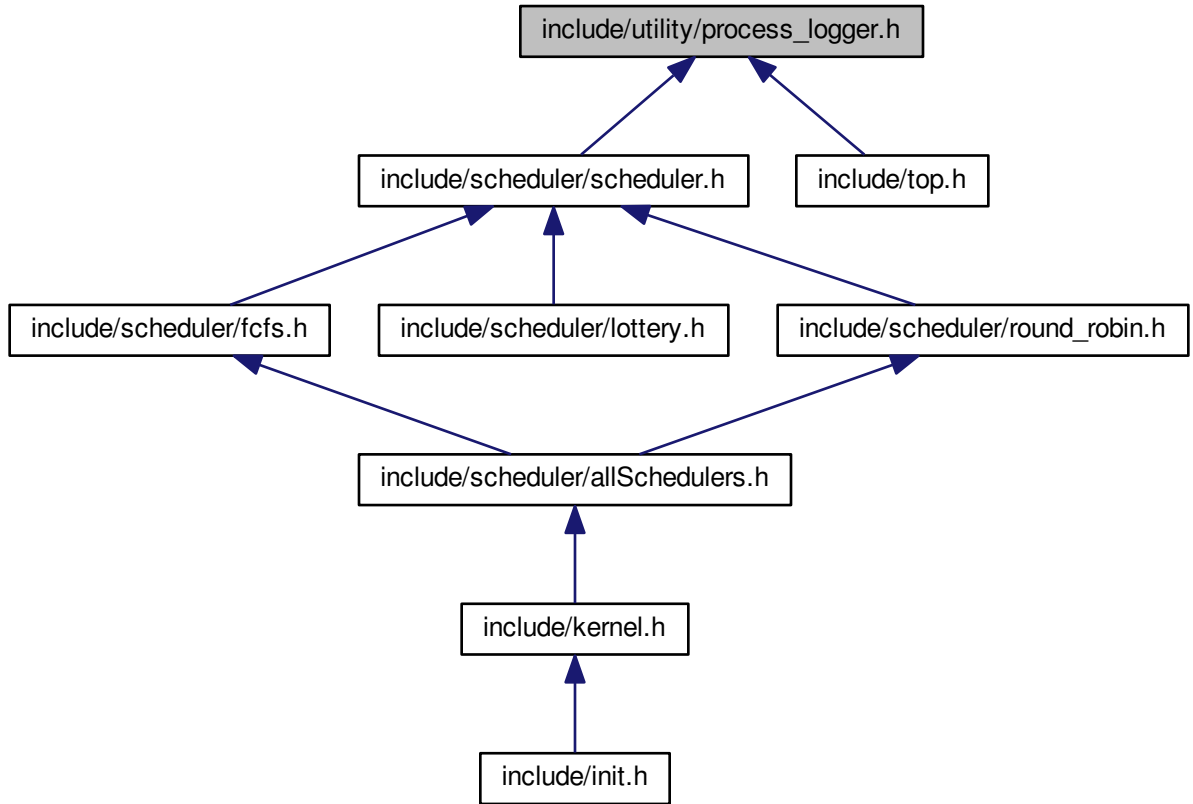 include/utility/process_logger.h
include/scheduler/scheduler.h
include/top.h
include/scheduler/fcfs.h
include/scheduler/lottery.h
include/scheduler/round_robin.h
include/scheduler/allSchedulers.h
include/kernel.h
include/init.h